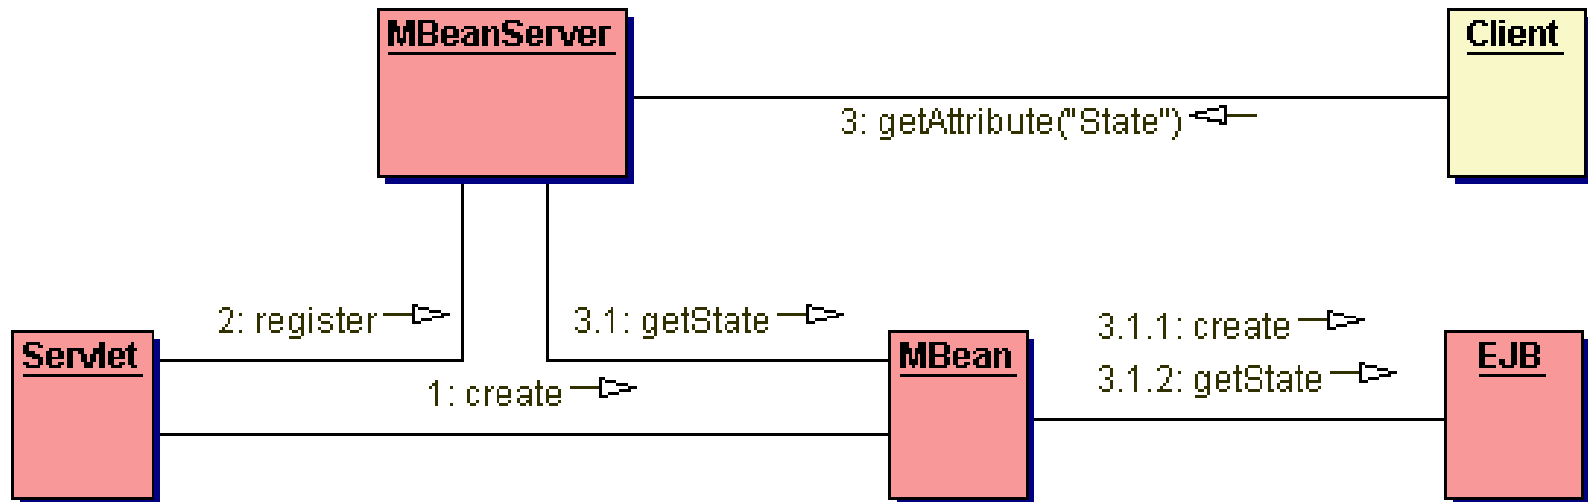 MBeanServer
Client
3: getAttribute("State")
2: register
3.1: getState
3.1.1: create
Servlet
MBean
EJB
1: create
3.1.2: getState